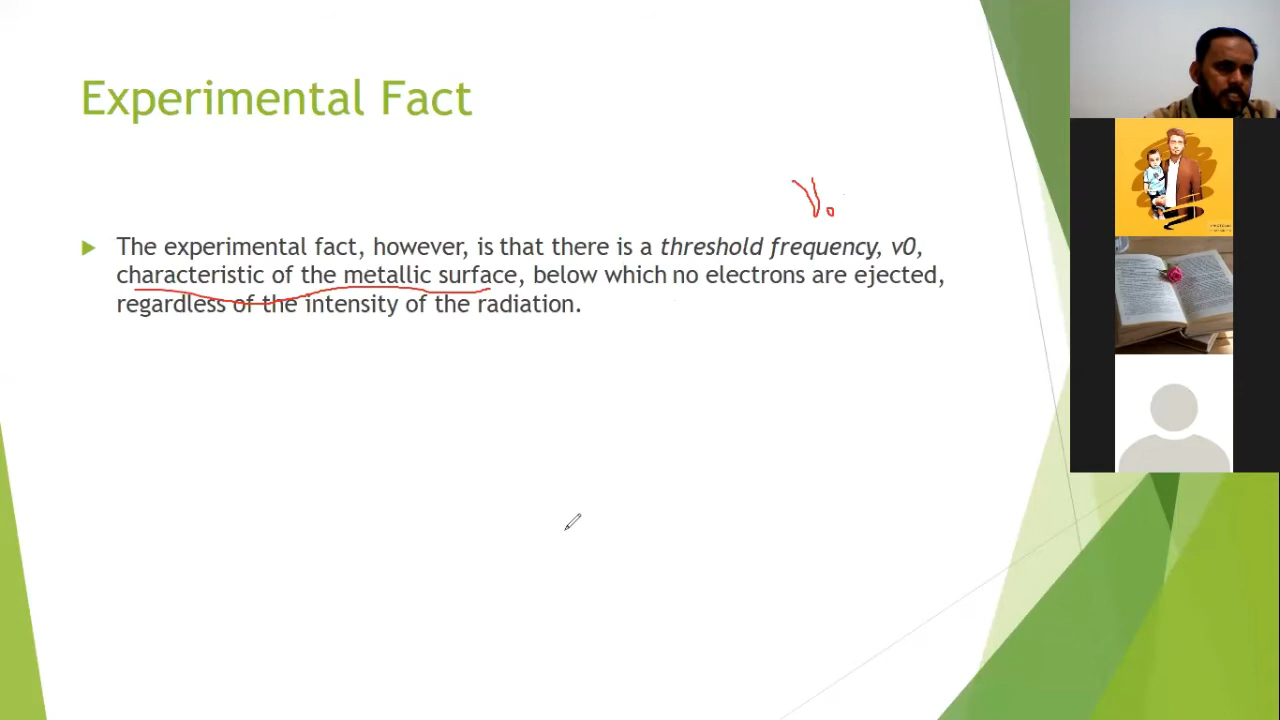 Experimental Fact
ν₀
▶ The experimental fact, however, is that there is a threshold frequency, v0,
characteristic of the metallic surface, below which no electrons are ejected,
regardless of the intensity of the radiation.